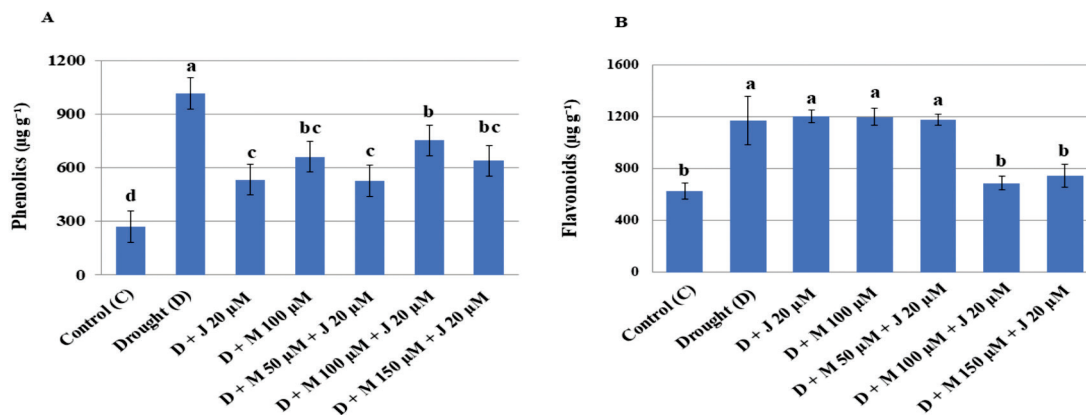 A
Phenolics (µg g⁻¹)
1200
900
600
300
0
d
a
c
bc
c
b
bc
Control (C)
Drought (D)
D + J 20 µM
D + M 100 µM
D + M 50 µM + J 20 µM
D + M 100 µM + J 20 µM
D + M 150 µM + J 20 µM
B
Flavonoids (µg g⁻¹)
1600
1200
800
400
0
b
a
a
a
a
b
b
Control (C)
Drought (D)
D + J 20 µM
D + M 100 µM
D + M 50 µM + J 20 µM
D + M 100 µM + J 20 µM
D + M 150 µM + J 20 µM